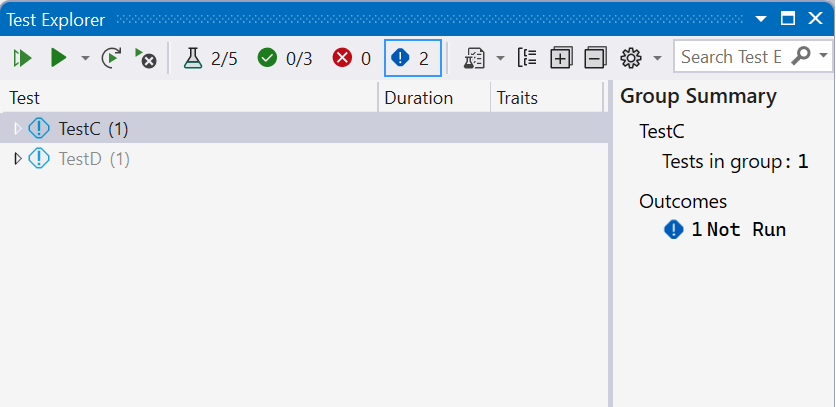 Test Explorer
2/5 0/3 0 2 Search Test E
Test Duration Traits
TestC (1)
TestD (1)
Group Summary
TestC
Tests in group: 1
Outcomes
1 Not Run